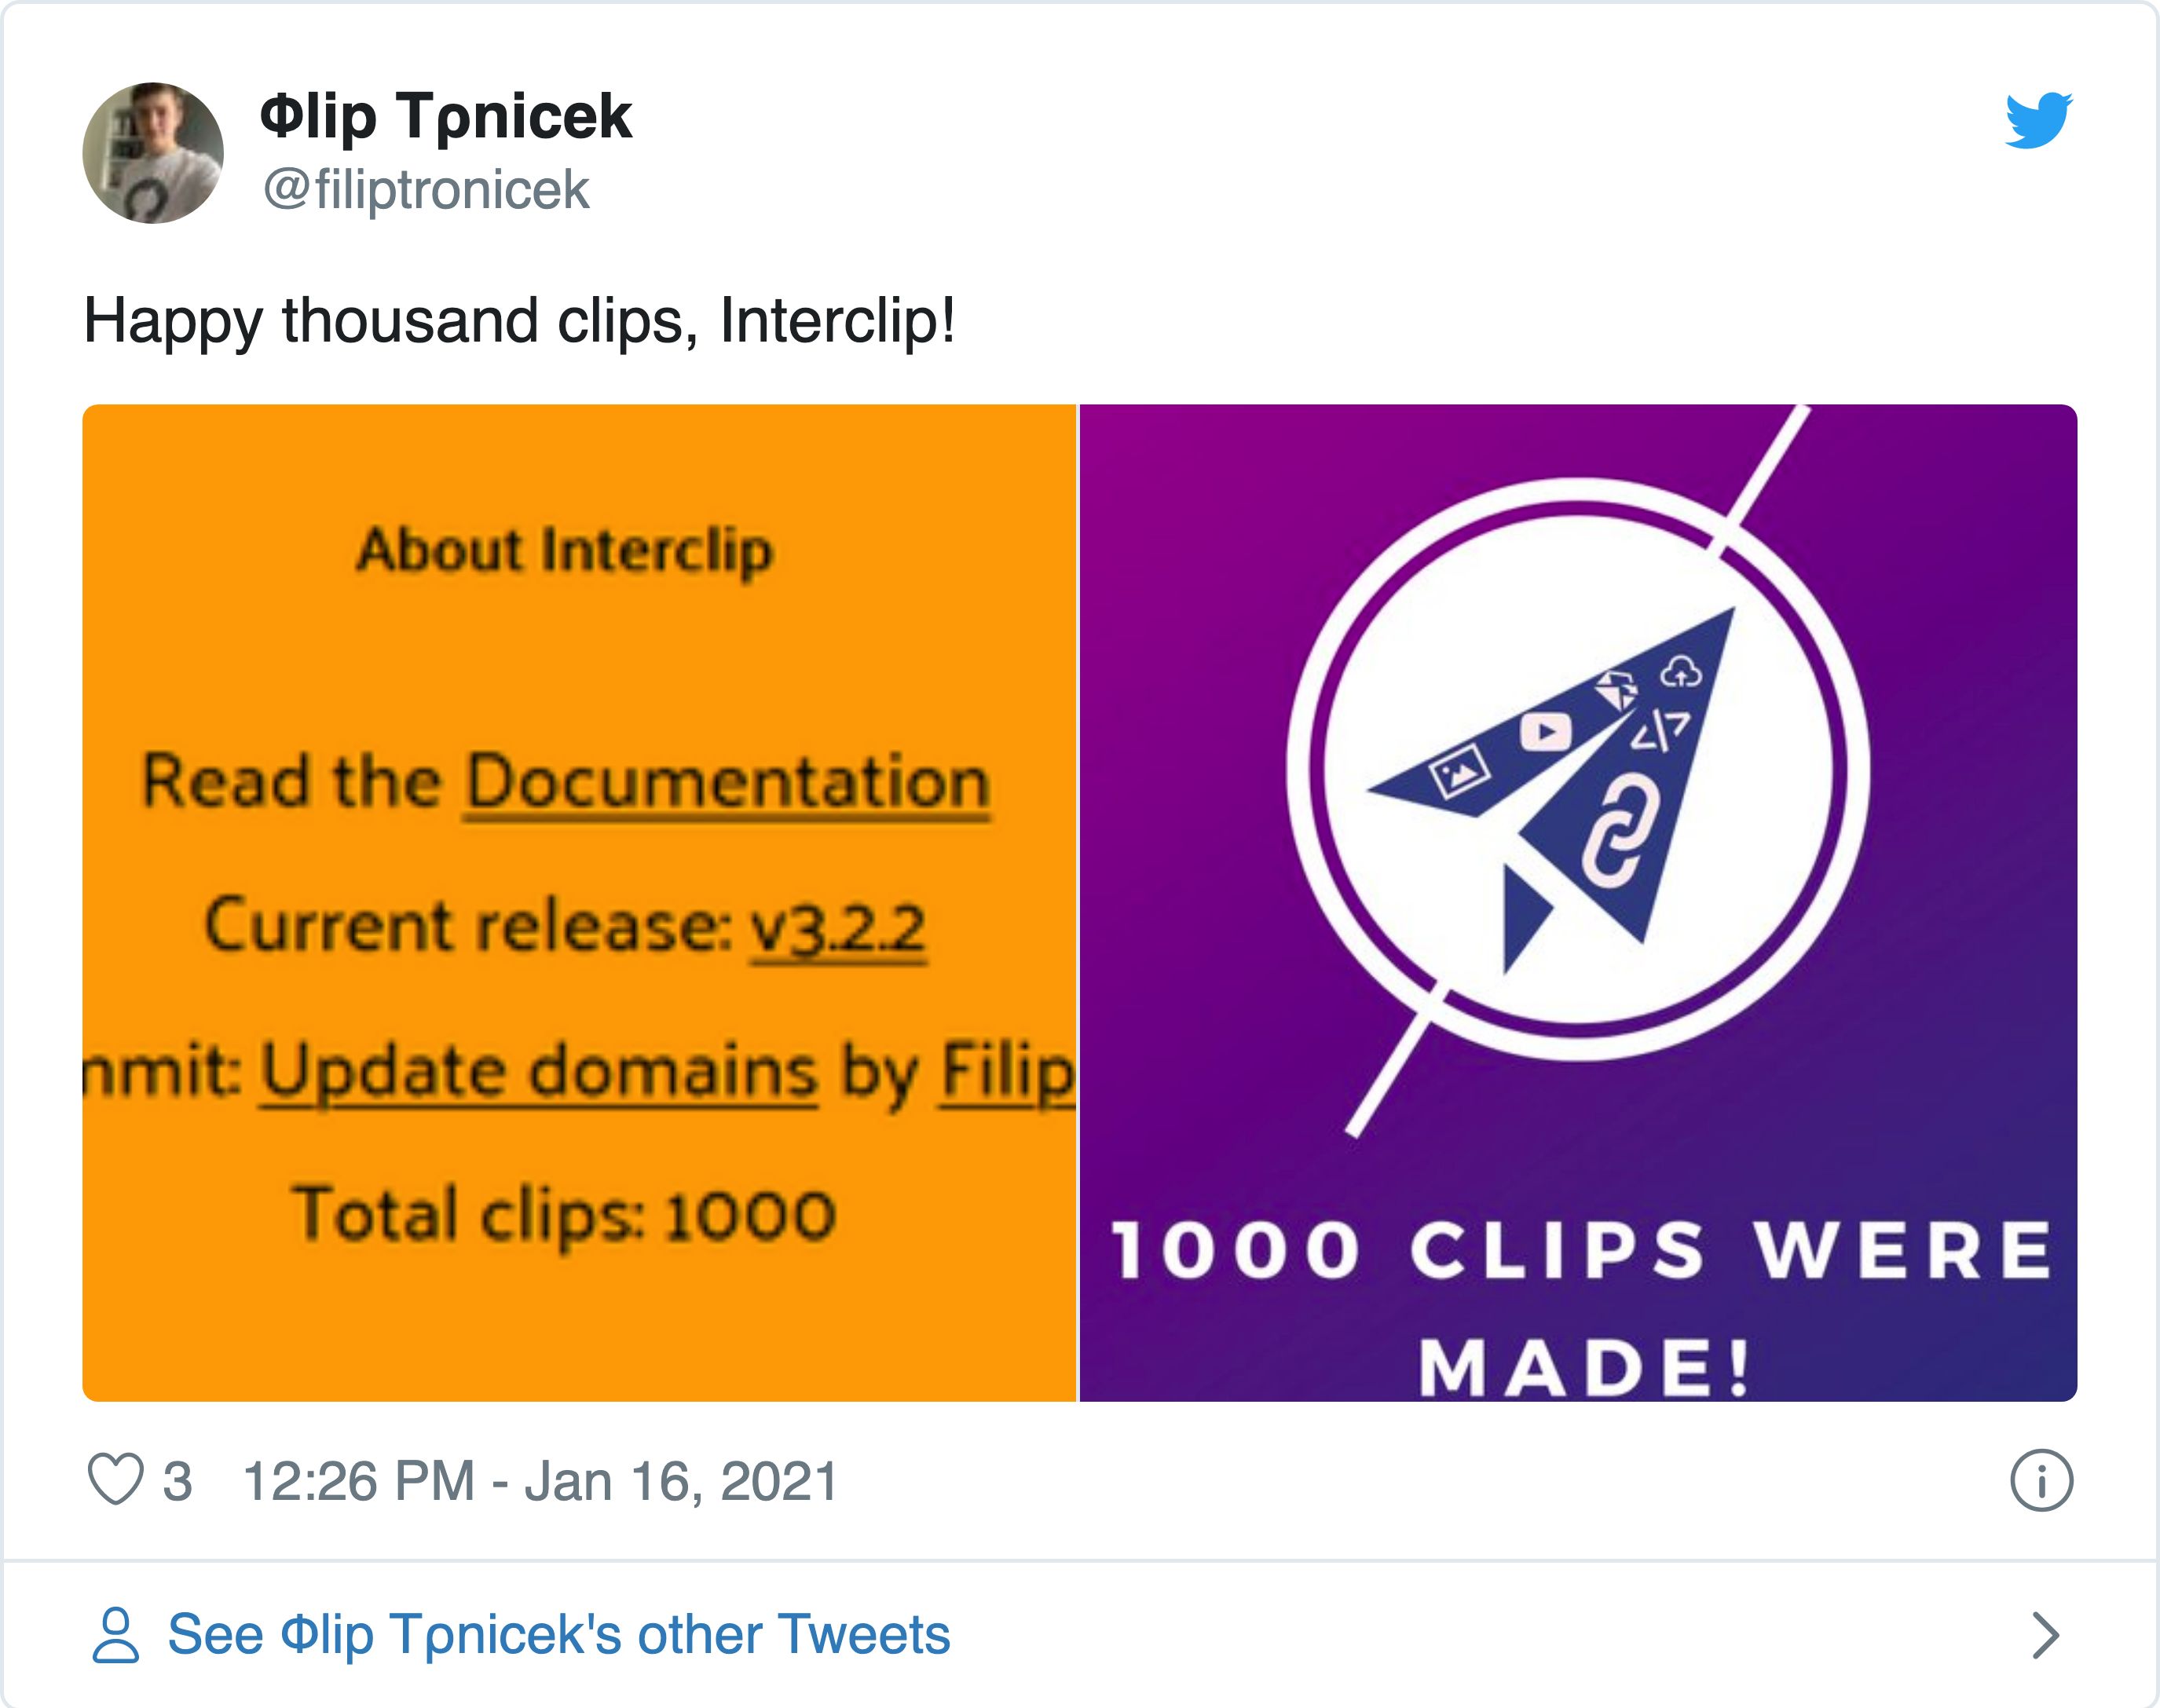 Φlip Tρnicek
@filiptronicek
Happy thousand clips, Interclip!
About Interclip
Read the Documentation
Current release: v3.2.2
nmit: Update domains by Filip
Total clips: 1000
</>
1000 CLIPS WERE
MADE!
3 12:26 PM - Jan 16, 2021
See Φlip Tρnicek's other Tweets